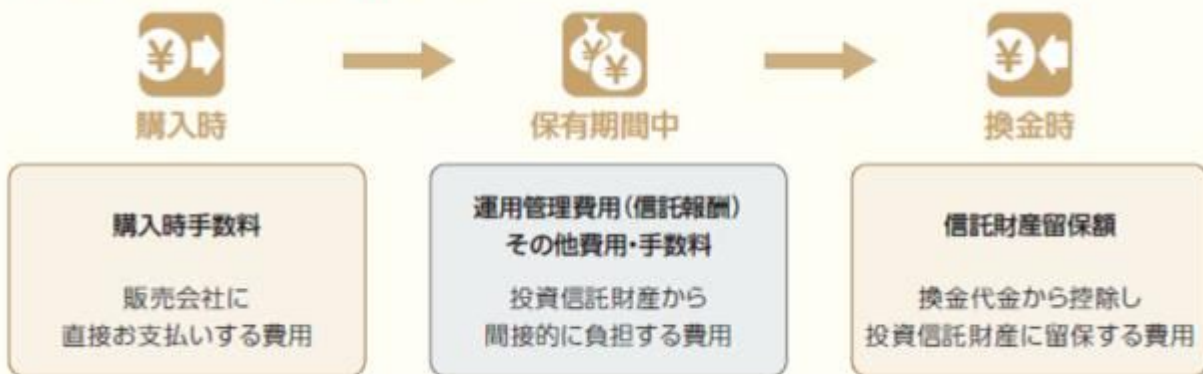 ¥
購入時
購入時手数料
販売会社に
直接お支払いする費用
¥ ¥
保有期間中
運用管理費用(信託報酬)
その他費用・手数料
投資信託財産から
間接的に負担する費用
¥
換金時
信託財産留保額
換金代金から控除し
投資信託財産に留保する費用